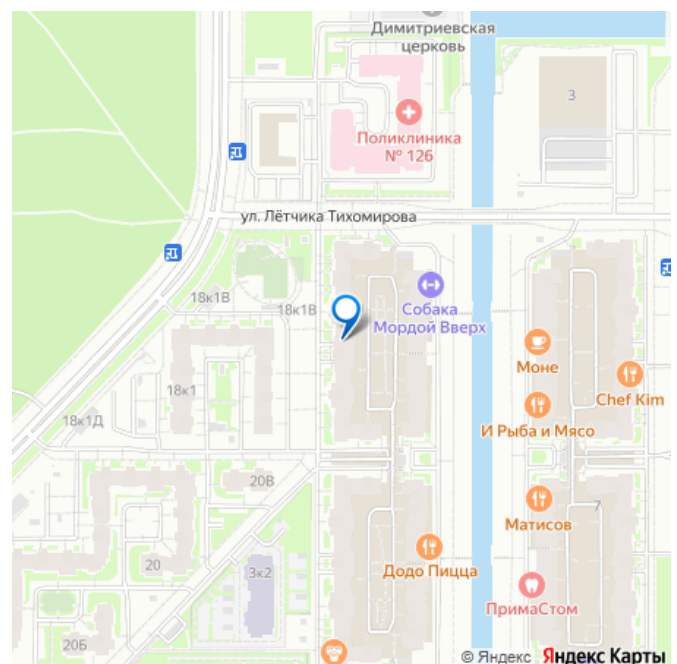 Димитриевская
церковь
3
Поликлиника
№ 126
ул. Лётчика Тихомирова
18к1В
18к1В
Собака
Мордой Вверх
Моне
Chef Kim
18к1
И Рыба и Мясо
18к1Д
20В
7
Матисов
20
3к2
Додо Пицца
ПримаСтом
20Б
© Яндекс Яндекс Карты